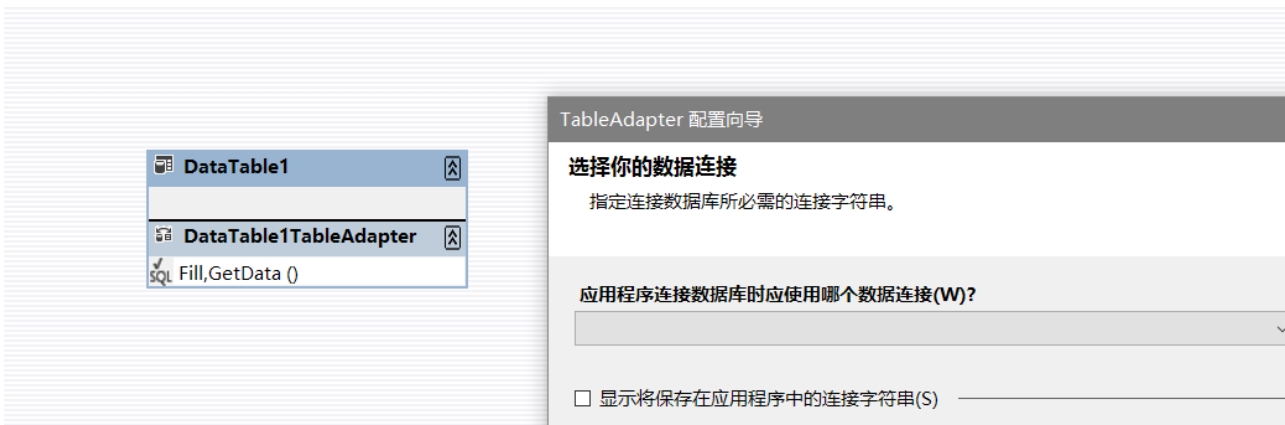 TableAdapter 配置向导
DataTable1
选择你的数据连接
指定连接数据库所必需的连接字符串。
DataTable1TableAdapter
SQL Fill,GetData ()
应用程序连接数据库时应使用哪个数据连接(W)?
显示将保存在应用程序中的连接字符串(S)